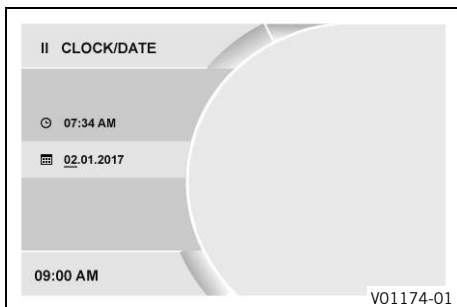 II CLOCK/DATE
07:34 AM
02.01.2017
09:00 AM
V01174-01